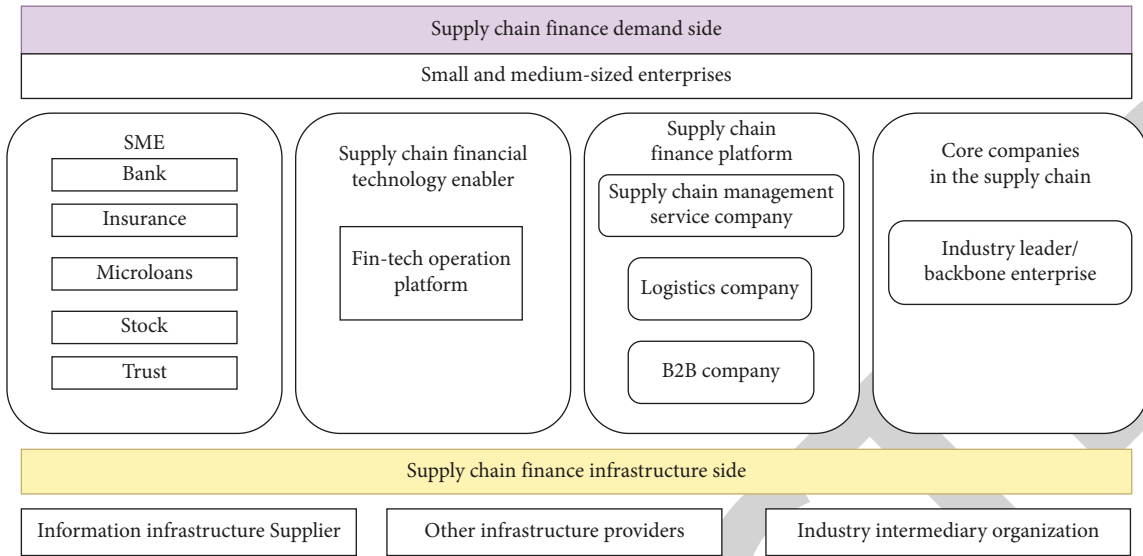 Supply chain finance demand side
Small and medium-sized enterprises
SME
Bank
Insurance
Microloans
Stock
Trust
Supply chain financial
technology enabler
Fin-tech operation
platform
Supply chain
finance platform
Supply chain management
service company
Logistics company
B2B company
Core companies
in the supply chain
Industry leader/
backbone enterprise
Supply chain finance infrastructure side
Information infrastructure Supplier
Other infrastructure providers
Industry intermediary organization